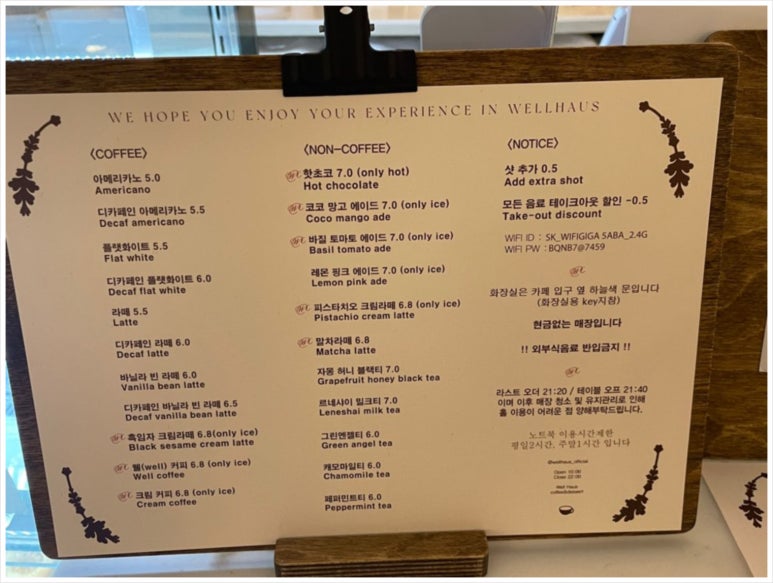 WE HOPE YOU ENJOY YOUR EXPERIENCE IN WELLHAUS
<COFFEE>
아메리카노 5.0
Americano
디카페인 아메리카노 5.5
Decaf americano
플랫화이트 5.5
Flat white
디카페인 플랫화이트 6.0
Decaf flat white
라떼 5.5
Latte
디카페인 라떼 6.0
Decaf latte
바닐라 빈 라떼 6.0
Vanilla bean latte
디카페인 바닐라 빈 라떼 6.5
Decaf vanilla bean latte
흑임자 크림라떼 6.8(only ice)
Black sesame cream latte
웰(well) 커피 6.8 (only ice)
Well coffee
크림 커피 6.8 (only ice)
Cream coffee
<NON-COFFEE>
핫초코 7.0 (only hot)
Hot chocolate
코코 망고 에이드 7.0 (only ice)
Coco mango ade
바질 토마토 에이드 7.0 (only ice)
Basil tomato ade
레몬 핑크 에이드 7.0 (only ice)
Lemon pink ade
피스타치오 크림라떼 6.8 (only ice)
Pistachio cream latte
말차라떼 6.8
Matcha latte
자몽 허니 블랙티 7.0
Grapefruit honey black tea
르네샤이 밀크티 7.0
Leneshai milk tea
그린엔젤티 6.0
Green angel tea
캐모마일티 6.0
Chamomile tea
페퍼민트티 6.0
Peppermint tea
<NOTICE>
샷 추가 0.5
Add extra shot
모든 음료 테이크아웃 할인 -0.5
Take-out discount
WIFI ID : SK_WIFIGIGA 5ABA_2.4G
WIFI PW : BQNB7@7459
화장실은 카페 입구 옆 하늘색 문입니다
(화장실용 key지참)
현금없는 매장입니다
!! 외부식음료 반입금지 !!
라스트 오더 21:20 / 테이블 오프 21:40
이며 이후 매장 청소 및 유지관리로 인해
홀 이용이 어려운 점 양해부탁드립니다.
노트북 이용시간제한
평일2시간, 주말1시간 입니다
@wellhaus_official
Open 10:00
Close 22:00
Well Haus
coffee&dessert